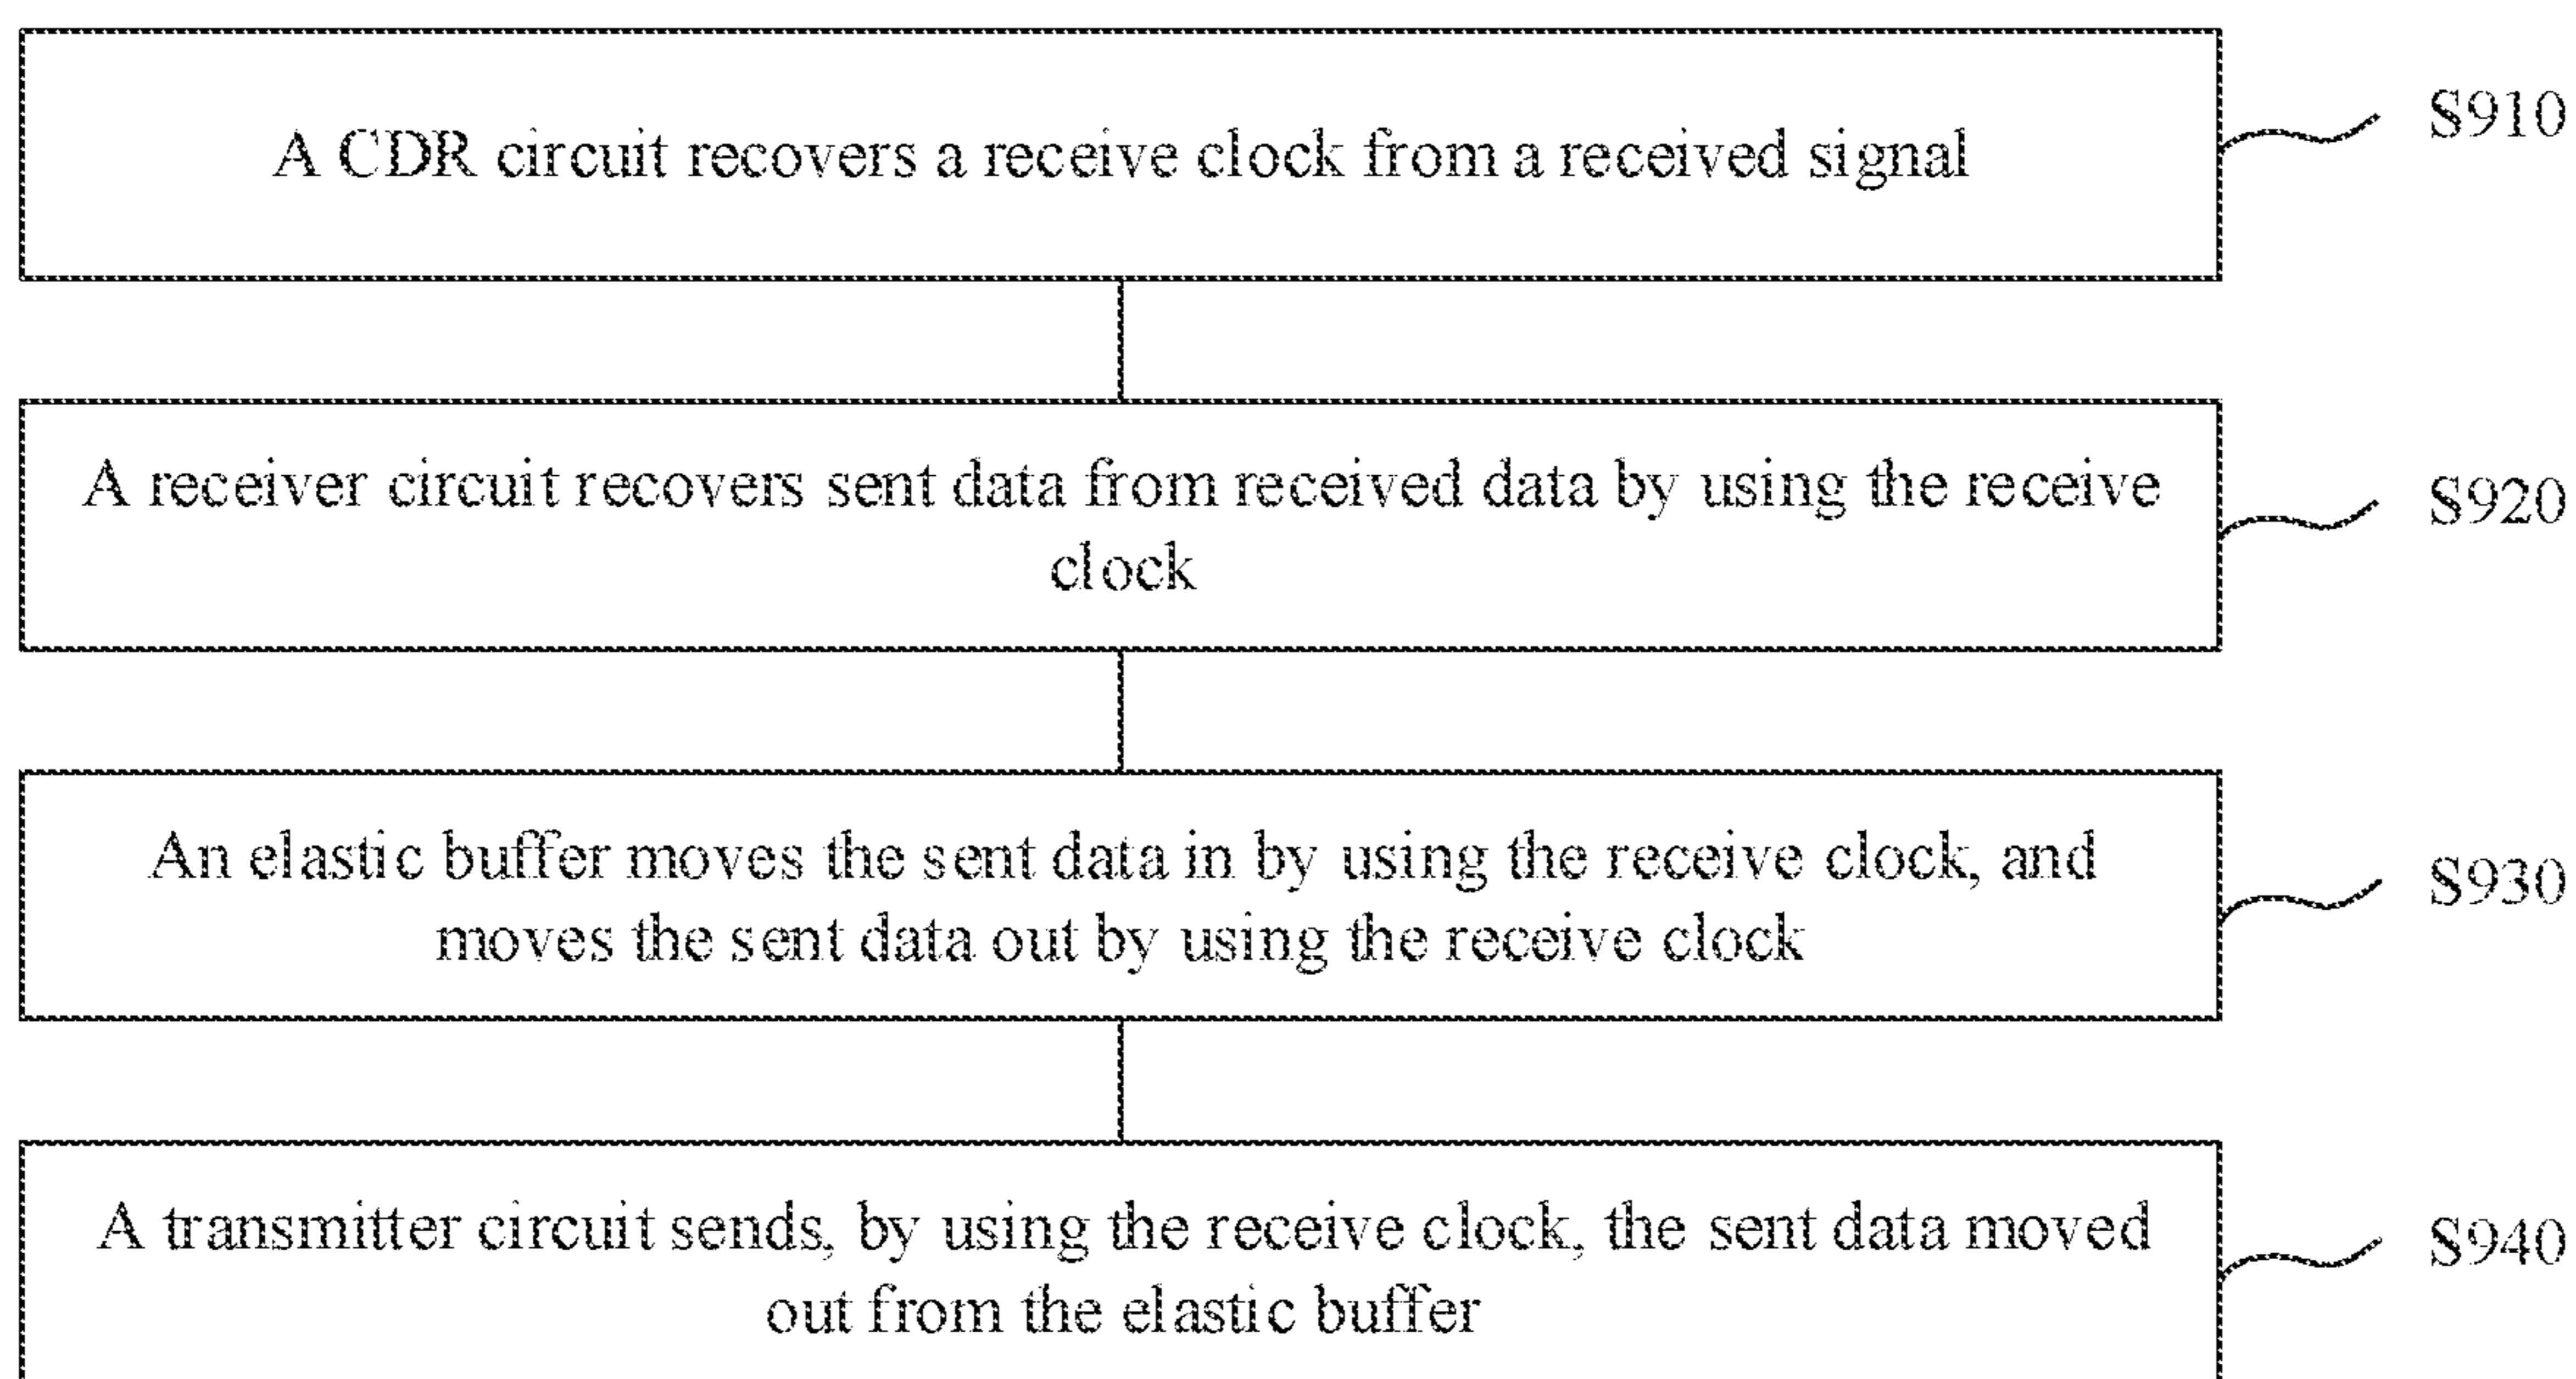 A CDR circuit recovers a receive clock from a received signal
S910
A receiver circuit recovers sent data from received data by using the receive
clock
S920
An elastic buffer moves the sent data in by using the receive clock, and
moves the sent data out by using the receive clock
S930
A transmitter circuit sends, by using the receive clock, the sent data moved
out from the elastic buffer
S940